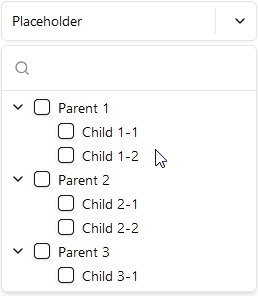 Placeholder
Parent 1
Child 1-1
Child 1-2
Parent 2
Child 2-1
Child 2-2
Parent 3
Child 3-1